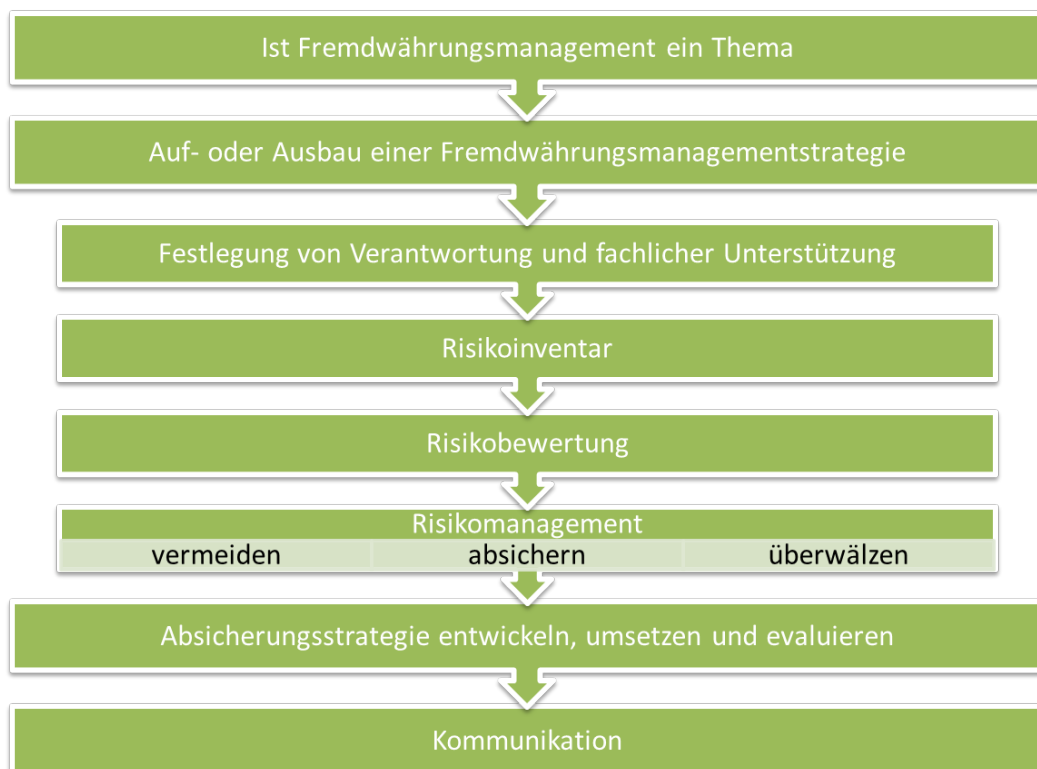 Ist Fremdwährungsmanagement ein Thema
Auf- oder Ausbau einer Fremdwährungsmanagementstrategie
Festlegung von Verantwortung und fachlicher Unterstützung
Risikoinventar
Risikobewertung
Risikomanagement
vermeiden absichern überwälzen
Absicherungsstrategie entwickeln, umsetzen und evaluieren
Kommunikation